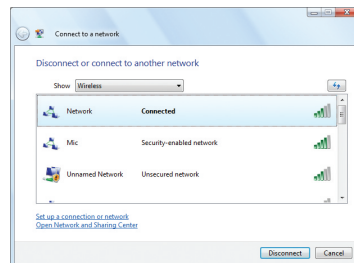 Connect to a network
Disconnect or connect to another network
Show Wireless
Network Connected
Mic Security-enabled network
Unnamed Network Unsecured network
Set up a connection or network
Open Network and Sharing Center
Disconnect Cancel